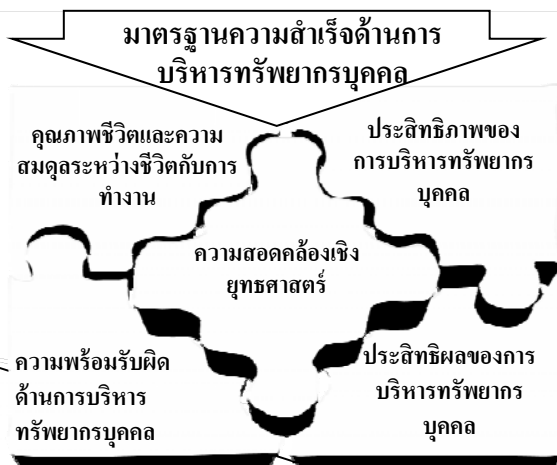 มาตรฐานความสำเร็จด้านการ
บริหารทรัพยากรบุคคล
คุณภาพชีวิตและความ
สมดุลระหว่างชีวิตกับการ
ทำงาน
ประสิทธิภาพของ
การบริหารทรัพยากร
บุคคล
ความสอดคล้องเชิง
ยุทธศาสตร์
ความพร้อมรับผิด
ด้านการบริหาร
ทรัพยากรบุคคล
ประสิทธิผลของการ
บริหารทรัพยากร
บุคคล